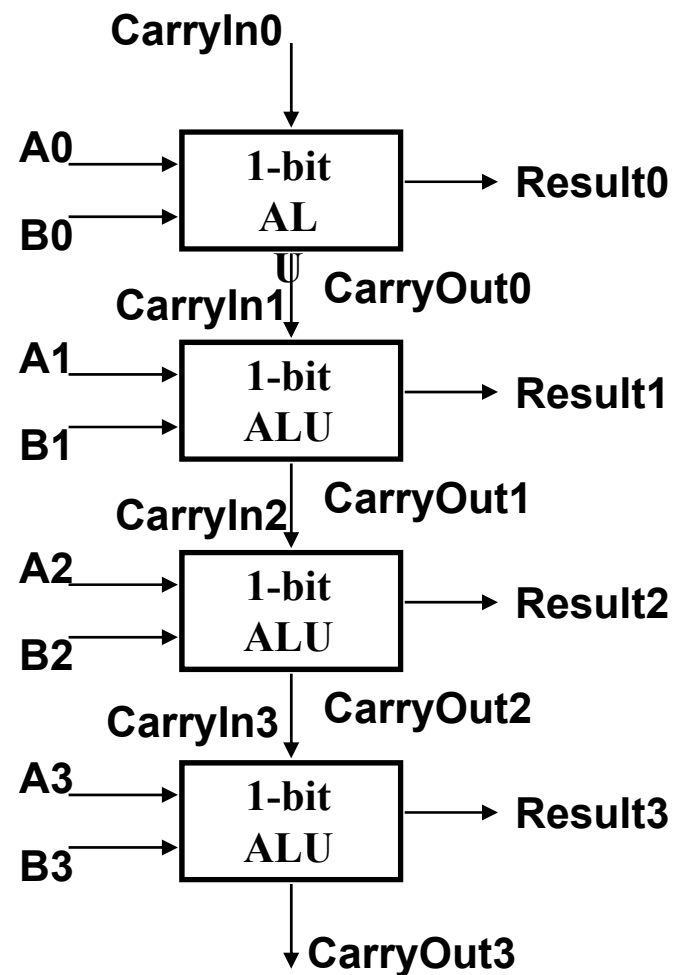 CarryIn0
A0
1-bit
Result0
AL
B0
U
CarryOut0
CarryIn1
A1
1-bit
Result1
ALU
B1
CarryOut1
CarryIn2
A2
1-bit
Result2
ALU
B2
CarryOut2
CarryIn3
A3
1-bit
Result3
ALU
B3
CarryOut3